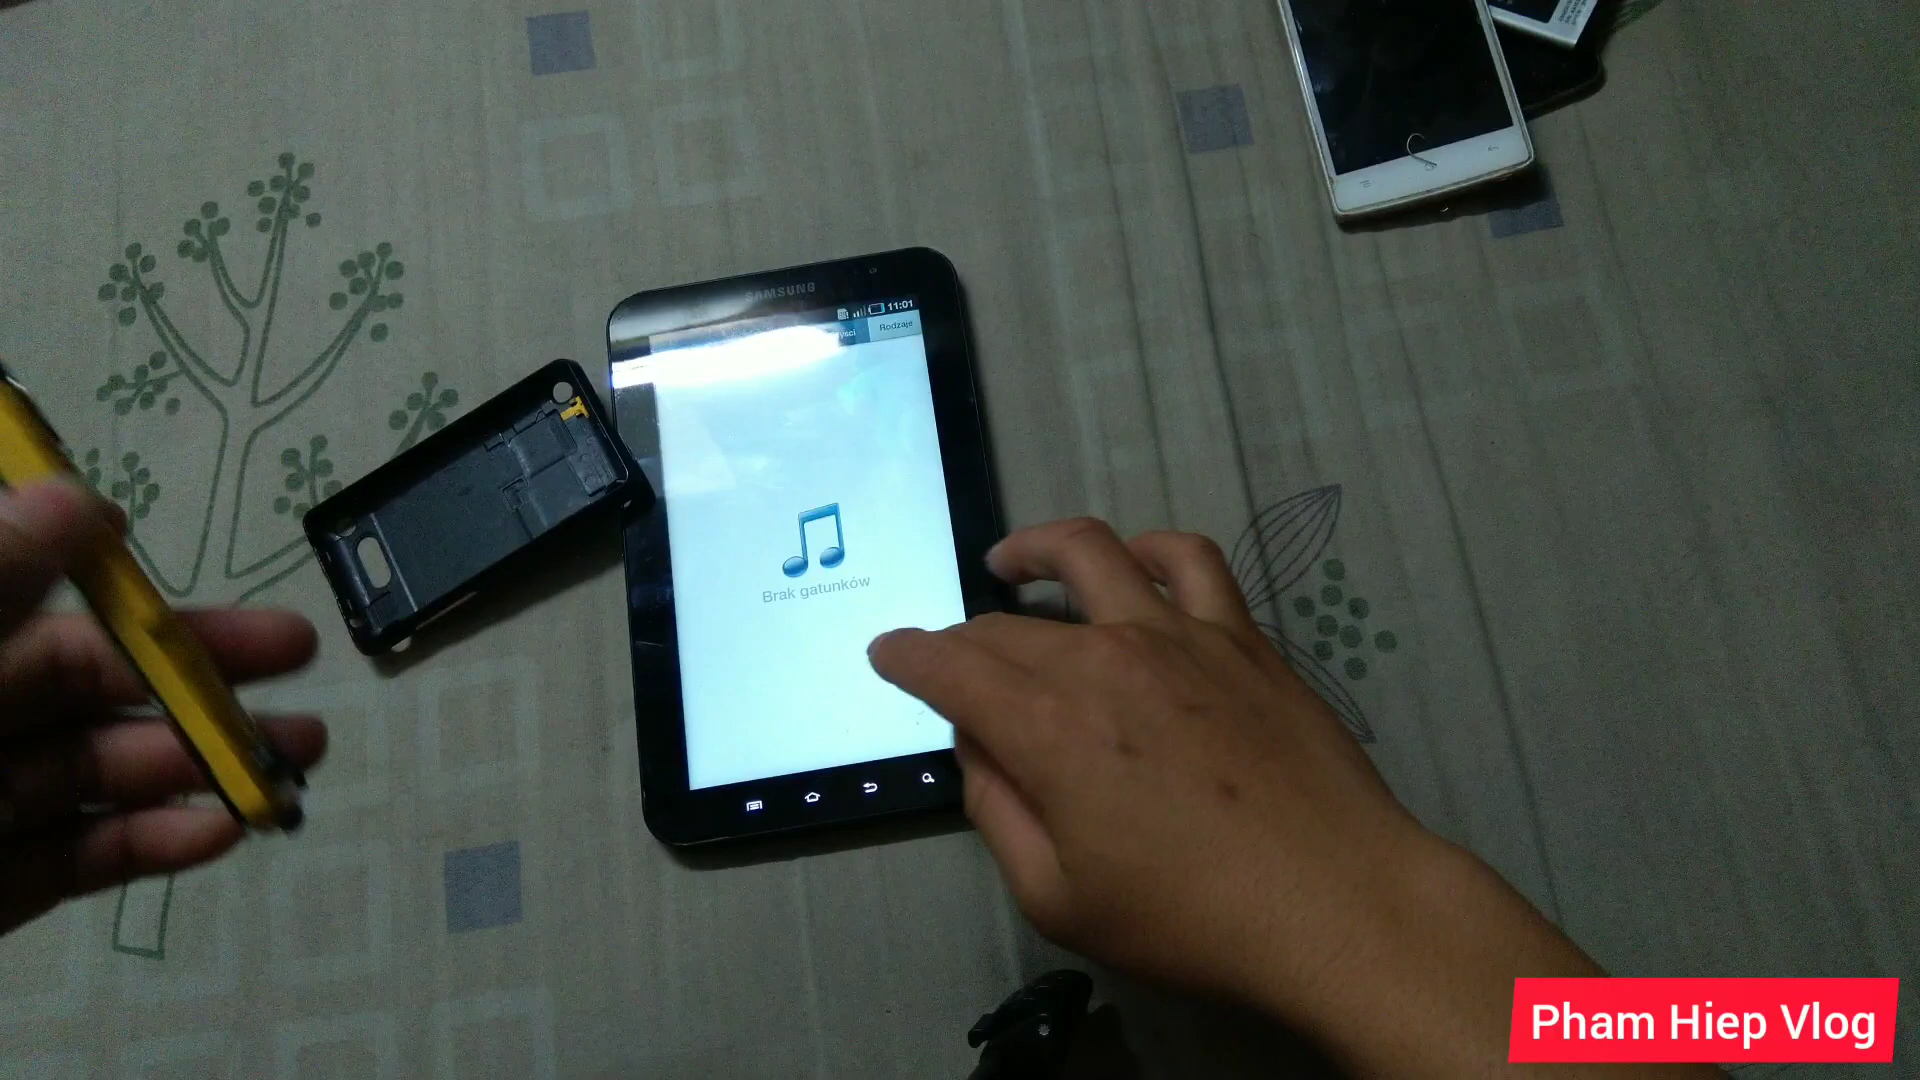 SAMSUNG
11:01
Rodzaje
Brak gatunków
Pham Hiep Vlog